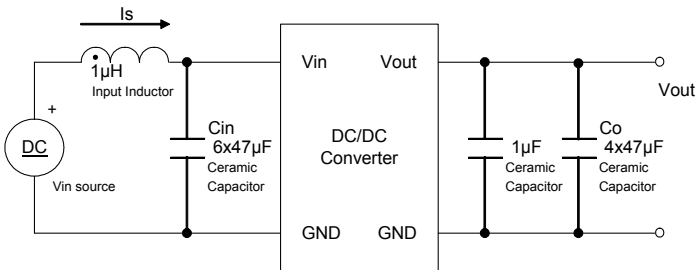 Is
1µH
Input Inductor
+
DC
Vin source
Cin
6x47µF
Ceramic
Capacitor
Vin
Vout
DC/DC
Converter
GND
GND
1µF
Ceramic
Capacitor
Co
4x47µF
Ceramic
Capacitor
Vout